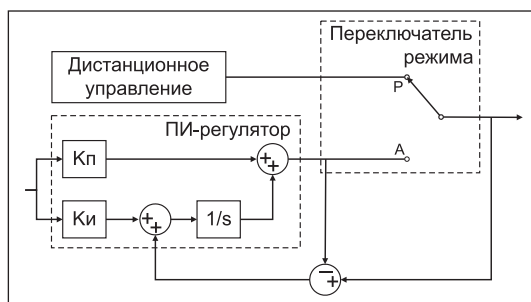 Переключатель
режима
Дистанционное
управление
Р
ПИ-регулятор
Кп
+
+
А
Ки
+
+
1/s
−
+